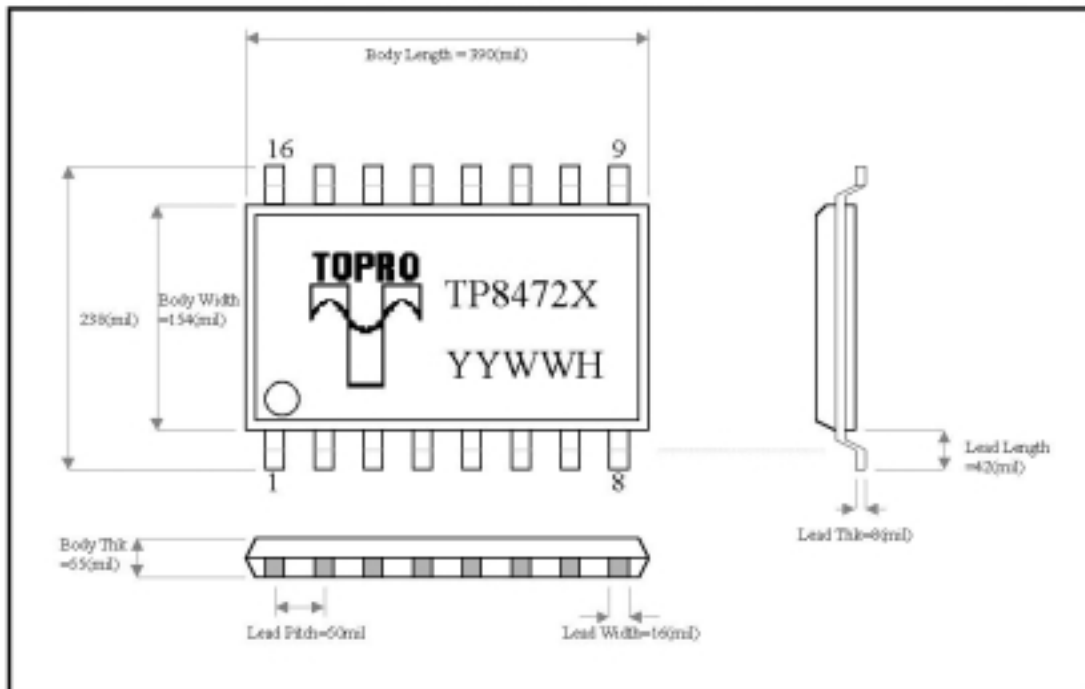 Body Length = 390(mil)
16
9
238(mil)
Body Width
=154(mil)
TOPRO
TP8472X
YYWWH
1
8
Lead Length
=42(mil)
Lead Thk=8(mil)
Body Thk
=55(mil)
Lead Pitch=50mil
Lead Width=16(mil)